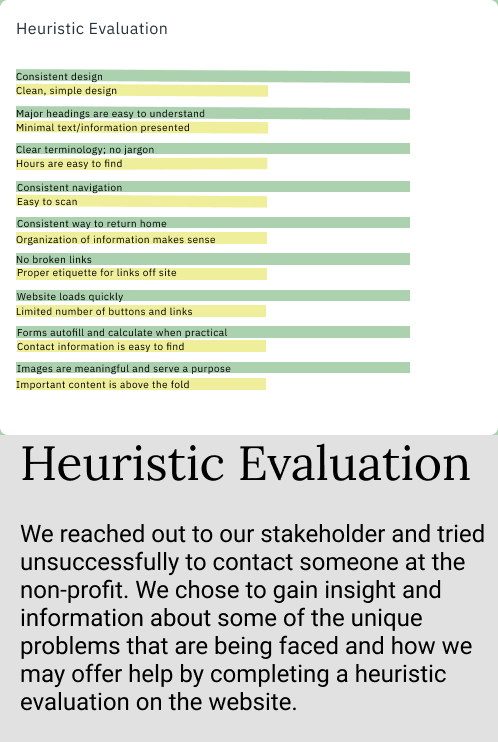 Heuristic Evaluation
Consistent design
Clean, simple design
Major headings are easy to understand
Minimal text/information presented
Clear terminology; no jargon
Hours are easy to find
Consistent navigation
Easy to scan
Consistent way to return home
Organization of information makes sense
No broken links
Proper etiquette for links off site
Website loads quickly
Limited number of buttons and links
Forms autofill and calculate when practical
Contact information is easy to find
Images are meaningful and serve a purpose
Important content is above the fold
Heuristic Evaluation
We reached out to our stakeholder and tried
unsuccessfully to contact someone at the
non-profit. We chose to gain insight and
information about some of the unique
problems that are being faced and how we
may offer help by completing a heuristic
evaluation on the website.